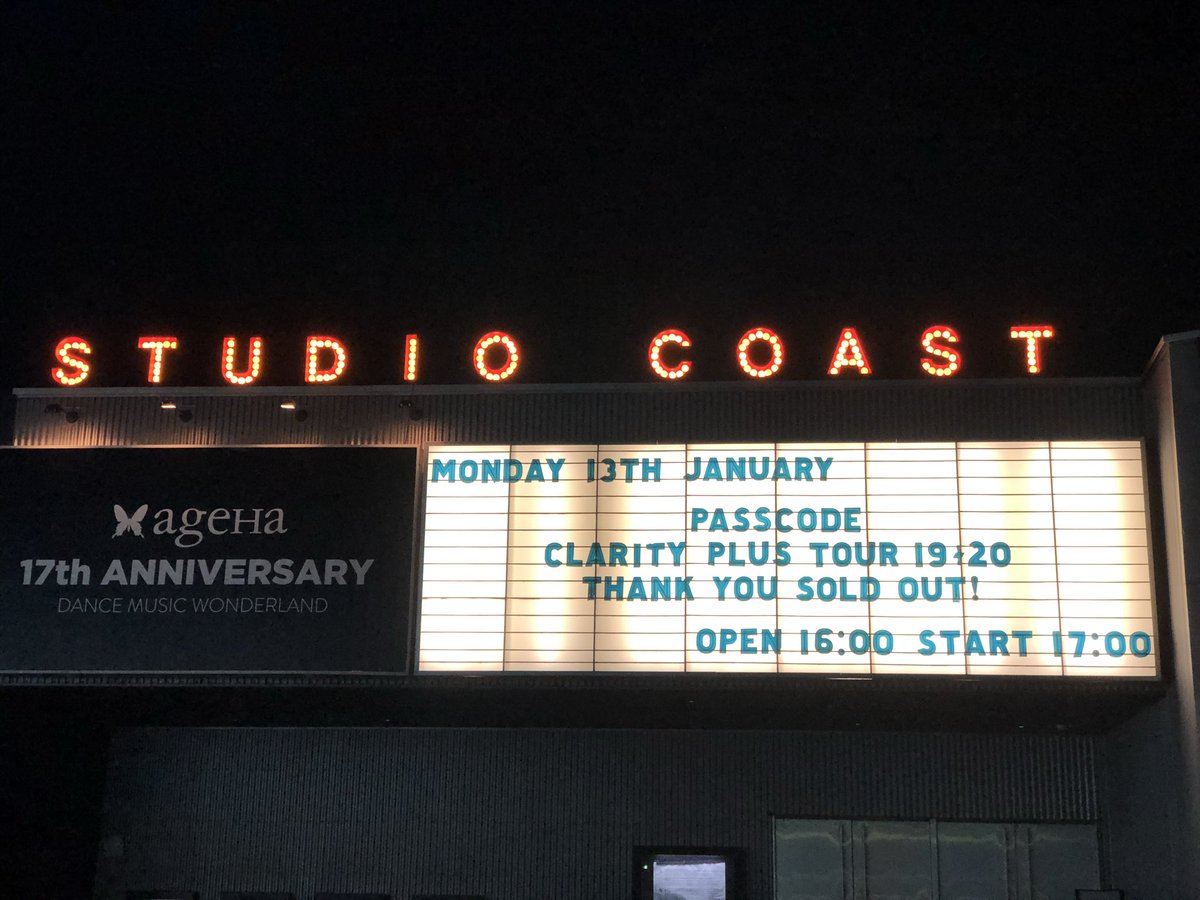 STUDIO COAST
ageHa
17th ANNIVERSARY
DANCE MUSIC WONDERLAND
MONDAY 13TH JANUARY
PASSCODE
CLARITY PLUS TOUR 19-20
THANK YOU SOLD OUT!
OPEN 16:00 START 17:00